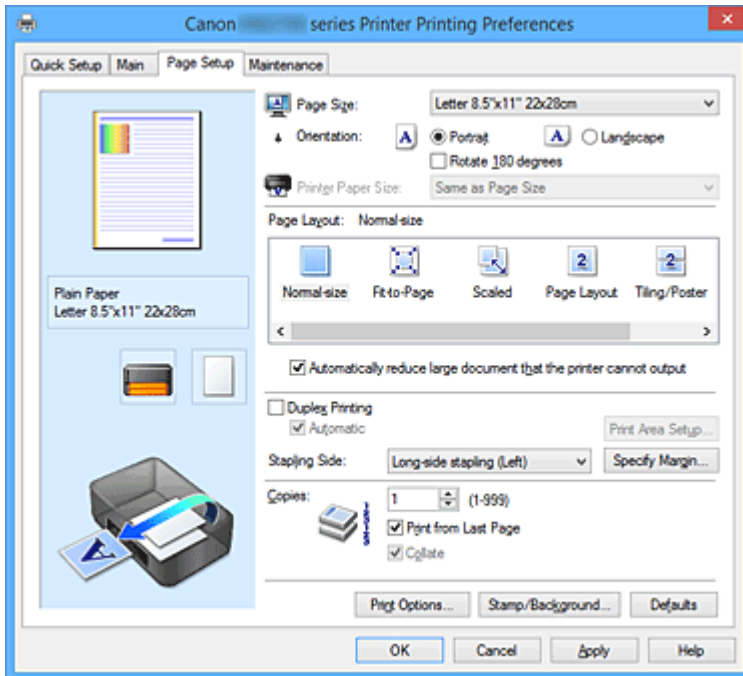 Canon series Printer Printing Preferences
Quick Setup Main Page Setup Maintenance
Page Size: Letter 8.5"x11" 22x28cm
Orientation: A Portrait A Landscape
Rotate 180 degrees
Printer Paper Size: Same as Page Size
Page Layout: Normal-size
2 2
Normal-size Fit-to-Page Scaled Page Layout Tiling/Poster
Plain Paper
Letter 8.5"x11" 22x28cm
Automatically reduce large document that the printer cannot output
Duplex Printing
Automatic Print Area Setup...
Stapling Side: Long-side stapling (Left) Specify Margin...
Copies: 1 (1-999)
Print from Last Page
Collate
A
Print Options... Stamp/Background... Defaults
OK Cancel Apply Help